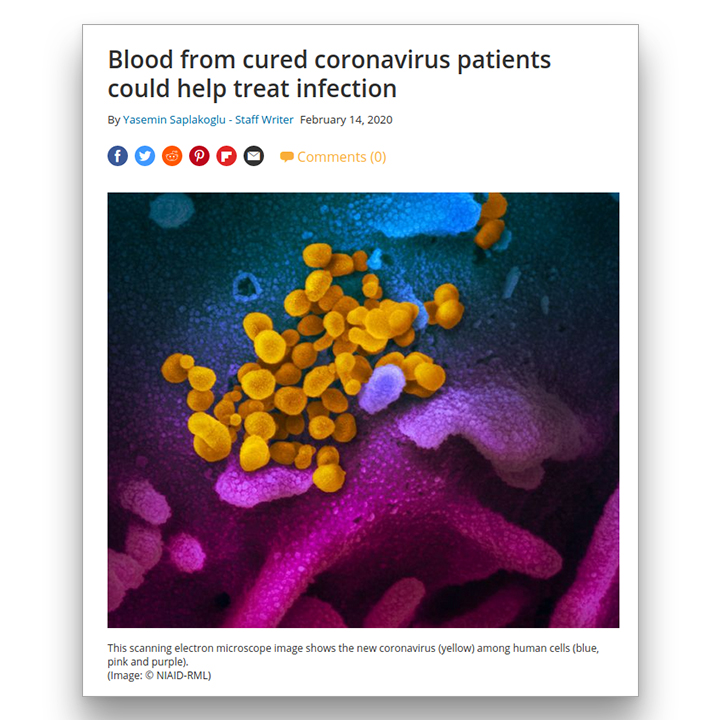 Blood from cured coronavirus patients
could help treat infection
By Yasemin Saplakoglu - Staff Writer February 14, 2020
Comments (0)
This scanning electron microscope image shows the new coronavirus (yellow) among human cells (blue,
pink and purple).
(Image: © NIAID-RML)